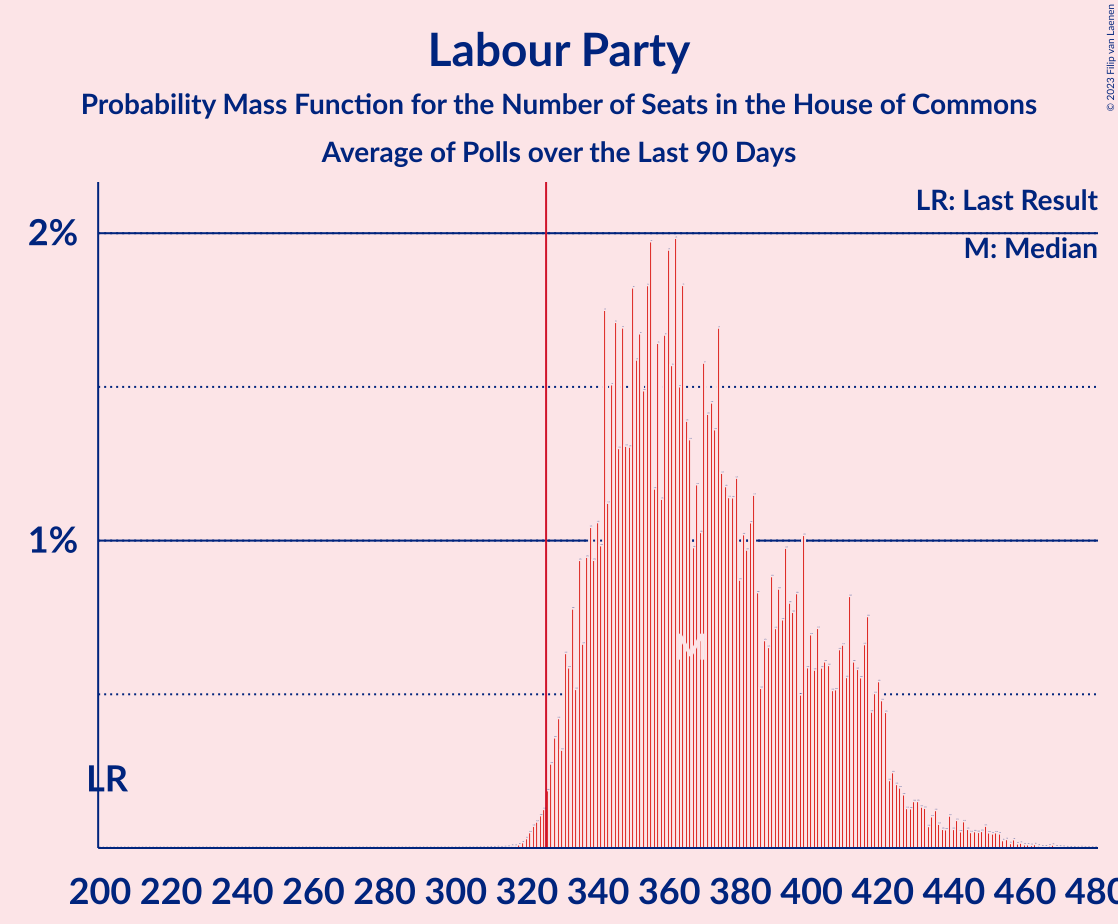 Labour Party
Probability Mass Function for the Number of Seats in the House of Commons
Average of Polls over the Last 90 Days
© 2023 Filip van Laenen
LR: Last Result
M: Median
2%
1%
M
LR
200 220 240 260 280 300 320 340 360 380 400 420 440 460 480